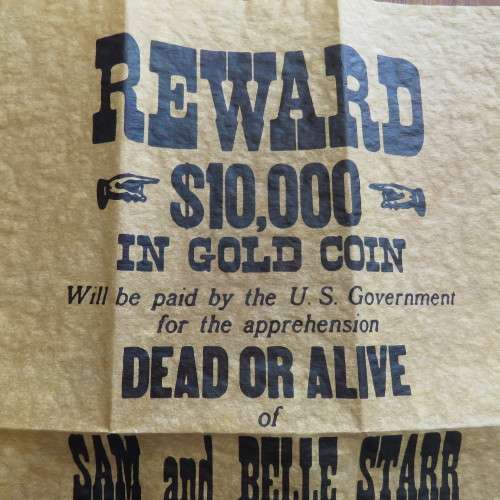 REWARD
$10,000
IN GOLD COIN
Will be paid by the U. S. Government
for the apprehension
DEAD OR ALIVE
of
SAM and BELLE STARR